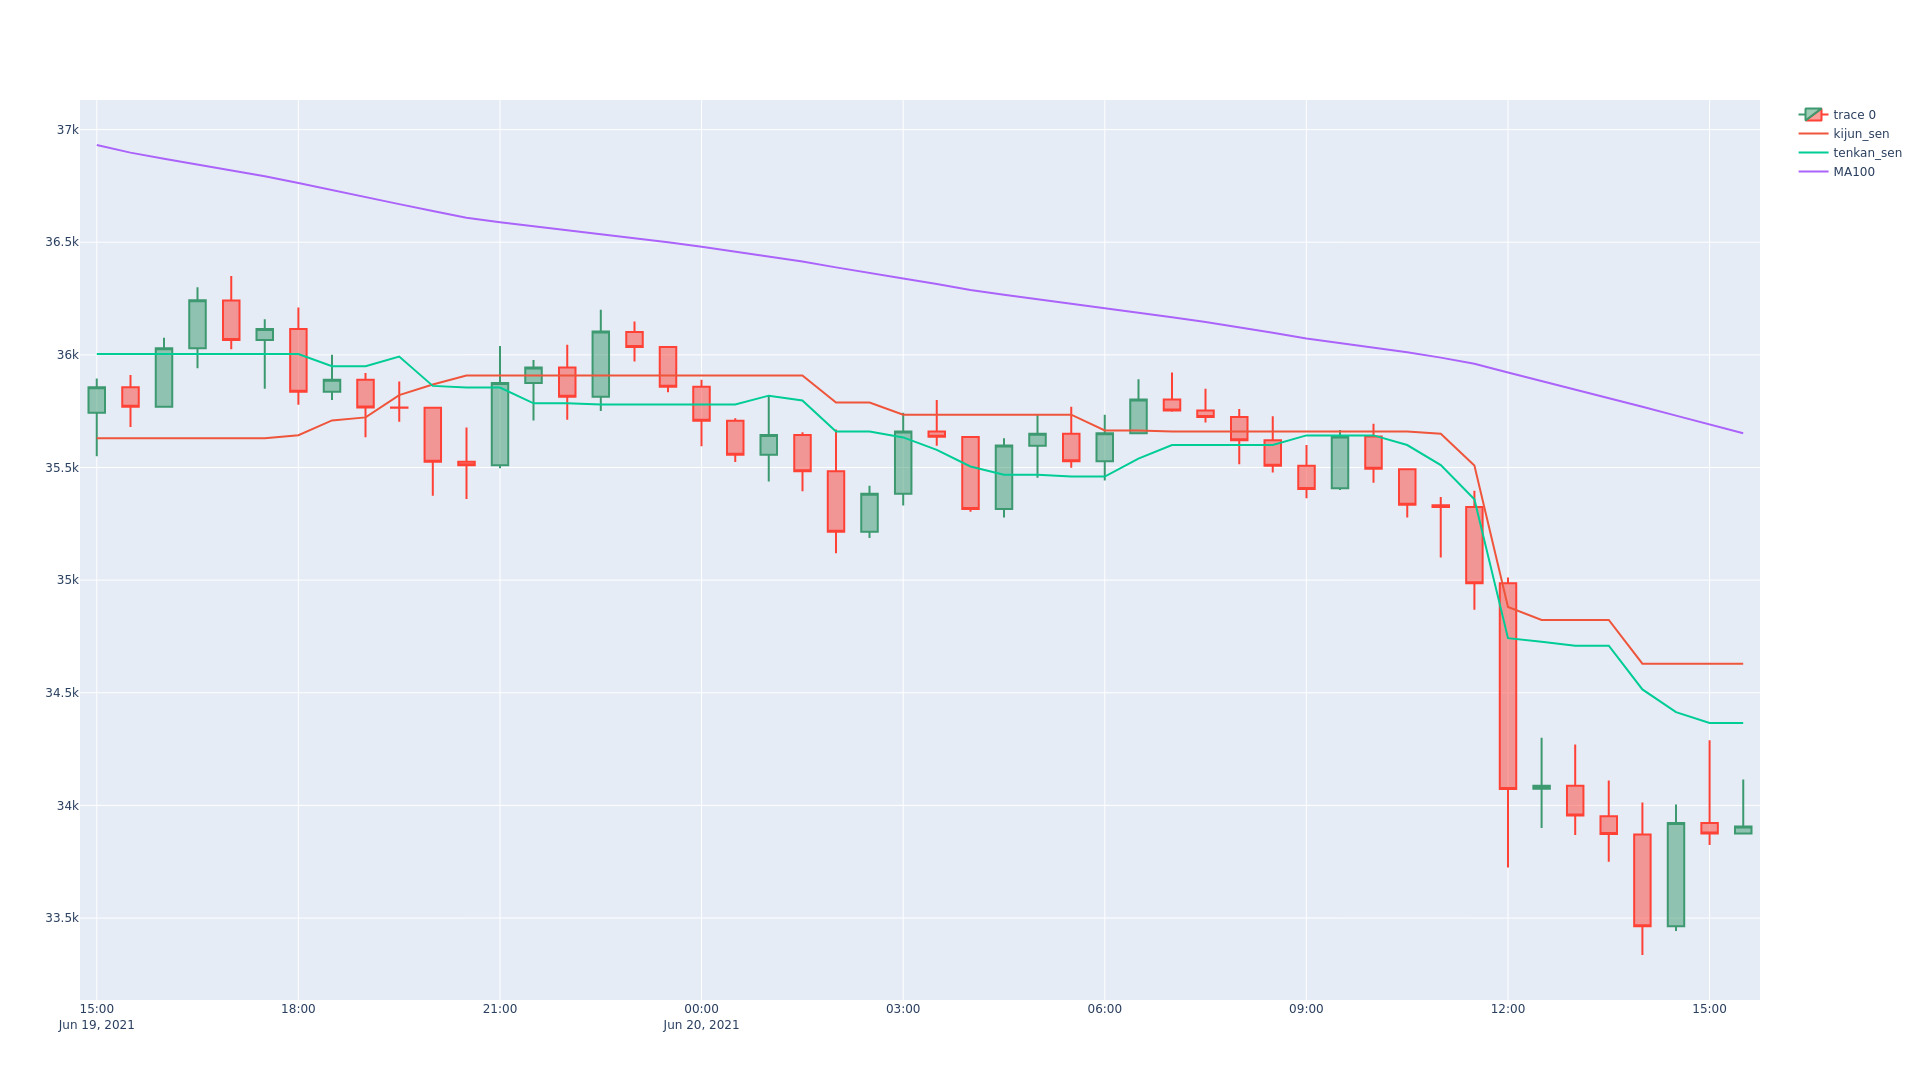 37k
36.5k
36k
35.5k
35k
34.5k
34k
33.5k
15:00
Jun 19, 2021
18:00
21:00
00:00
Jun 20, 2021
03:00
06:00
09:00
12:00
15:00
trace 0
kijun_sen
tenkan_sen
MA100